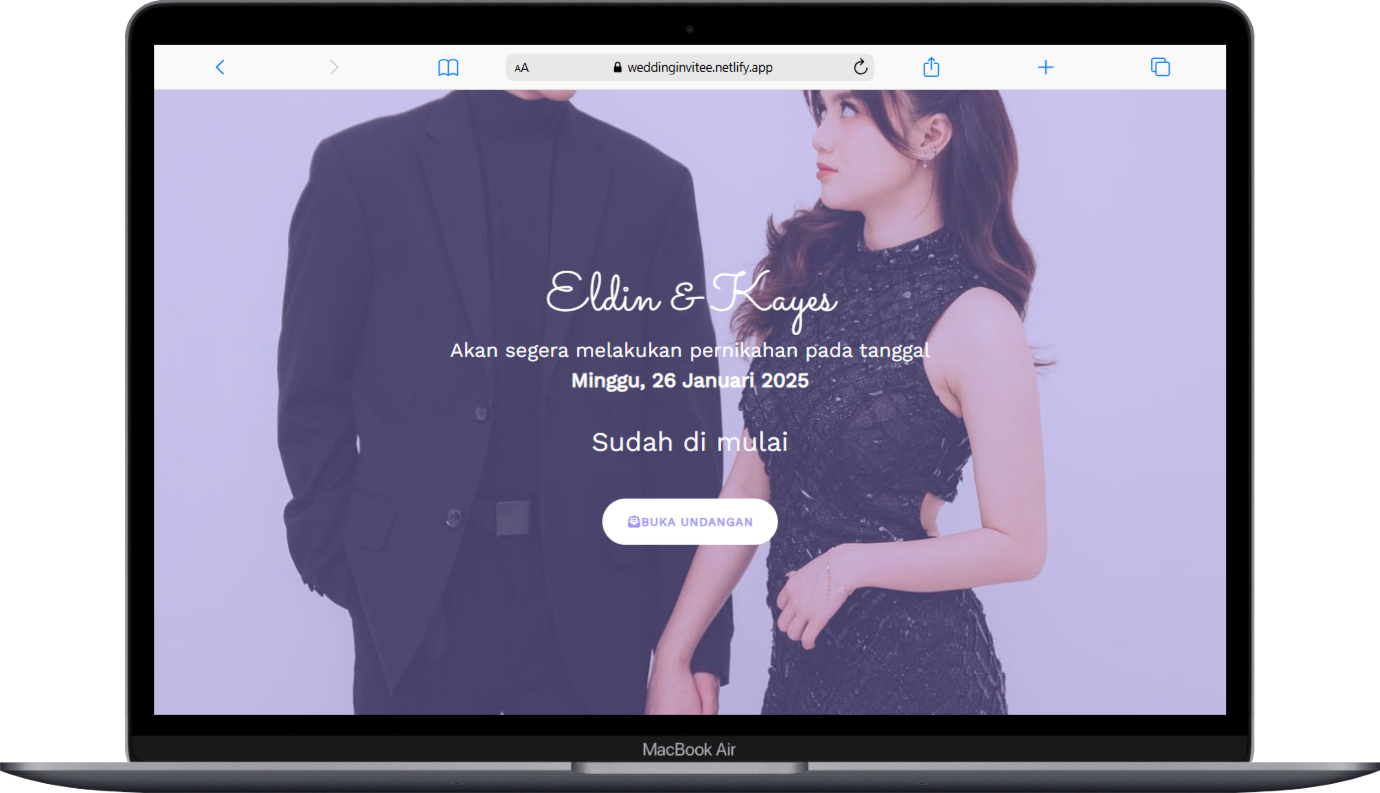 AA weddinginvitee.netlify.app
Eldin & Kayes
Akan segera melakukan pernikahan pada tanggal
Minggu, 26 Januari 2025
Sudah di mulai
BUKA UNDANGAN
MacBook Air